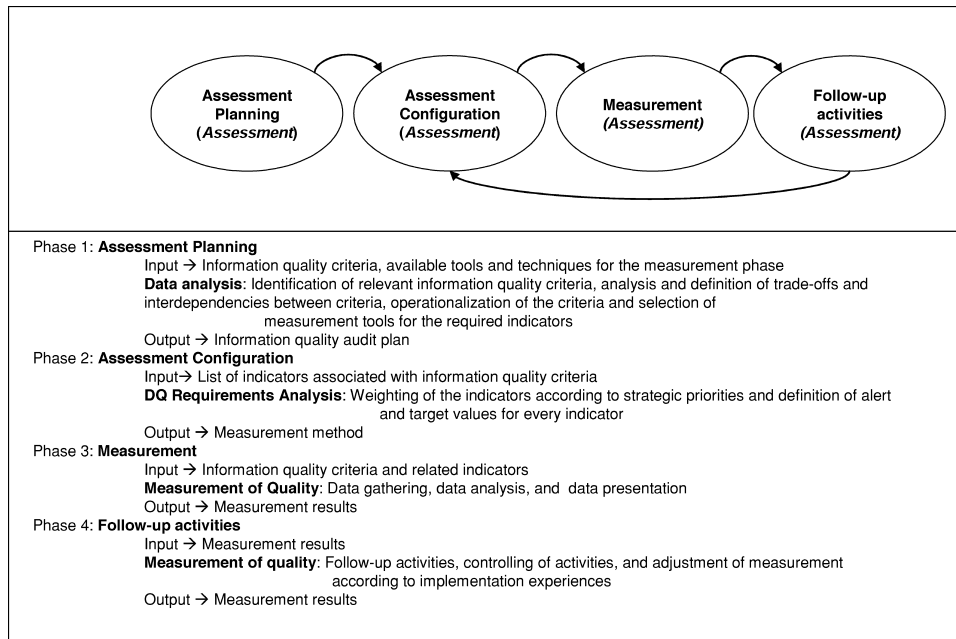 Assessment
Planning
(Assessment)
Assessment
Configuration
(Assessment)
Measurement
(Assessment)
Follow-up
activities
(Assessment)
Phase 1: Assessment Planning
Input → Information quality criteria, available tools and techniques for the measurement phase
Data analysis: Identification of relevant information quality criteria, analysis and definition of trade-offs and
interdependencies between criteria, operationalization of the criteria and selection of
measurement tools for the required indicators
Output → Information quality audit plan
Phase 2: Assessment Configuration
Input→ List of indicators associated with information quality criteria
DQ Requirements Analysis: Weighting of the indicators according to strategic priorities and definition of alert
and target values for every indicator
Output → Measurement method
Phase 3: Measurement
Input → Information quality criteria and related indicators
Measurement of Quality: Data gathering, data analysis, and data presentation
Output → Measurement results
Phase 4: Follow-up activities
Input → Measurement results
Measurement of quality: Follow-up activities, controlling of activities, and adjustment of measurement
according to implementation experiences
Output → Measurement results